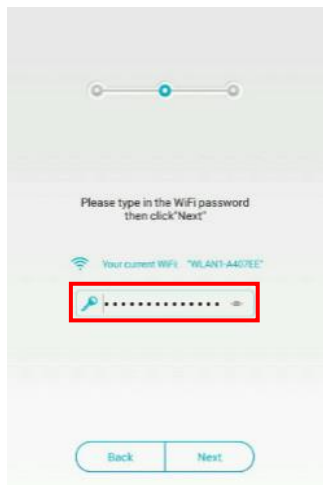 Please type in the WiFi password
then click"Next"
Your current WiFi: "WLAN1-A407EE"
••••••••••••••
Back
Next